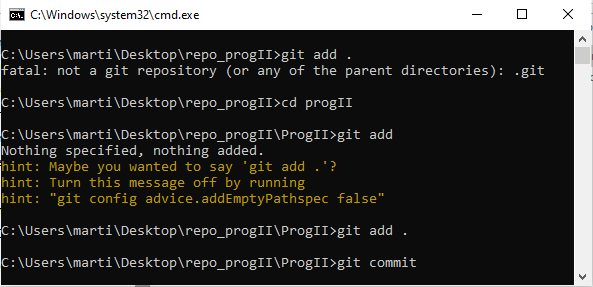 C:\Windows\system32\cmd.exe
C:\Users\marti\Desktop\repo_progII>git add .
fatal: not a git repository (or any of the parent directories): .git
C:\Users\marti\Desktop\repo_progII>cd progII
C:\Users\marti\Desktop\repo_progII\ProgII>git add
Nothing specified, nothing added.
hint: Maybe you wanted to say 'git add .'?
hint: Turn this message off by running
hint: "git config advice.addEmptyPathspec false"
C:\Users\marti\Desktop\repo_progII\ProgII>git add .
C:\Users\marti\Desktop\repo_progII\ProgII>git commit